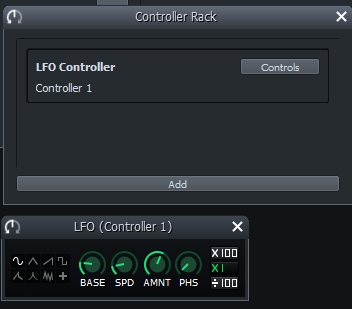 Controller Rack
LFO Controller
Controls
Controller 1
Add
LFO (Controller 1)
X100
X1
÷100
BASE SPD AMNT PHS